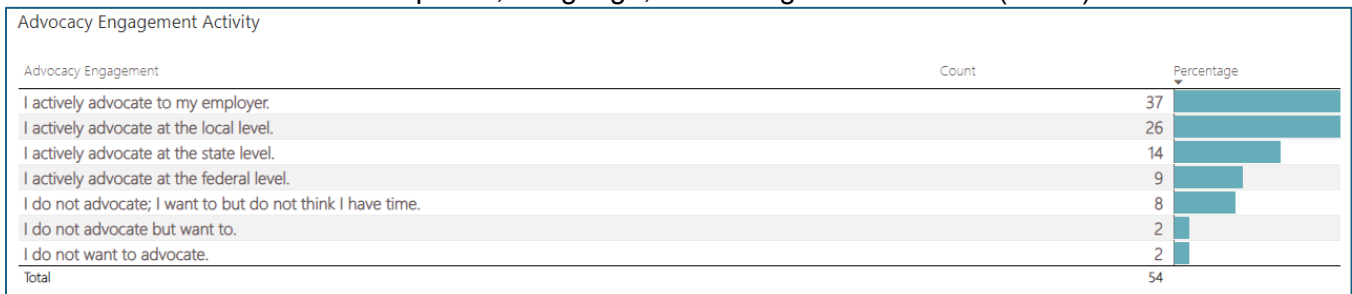 Advocacy Engagement Activity
Advocacy Engagement Count Percentage
I actively advocate to my employer. 37
I actively advocate at the local level. 26
I actively advocate at the state level. 14
I actively advocate at the federal level. 9
I do not advocate; I want to but do not think I have time. 8
I do not advocate but want to. 2
I do not want to advocate. 2
Total 54